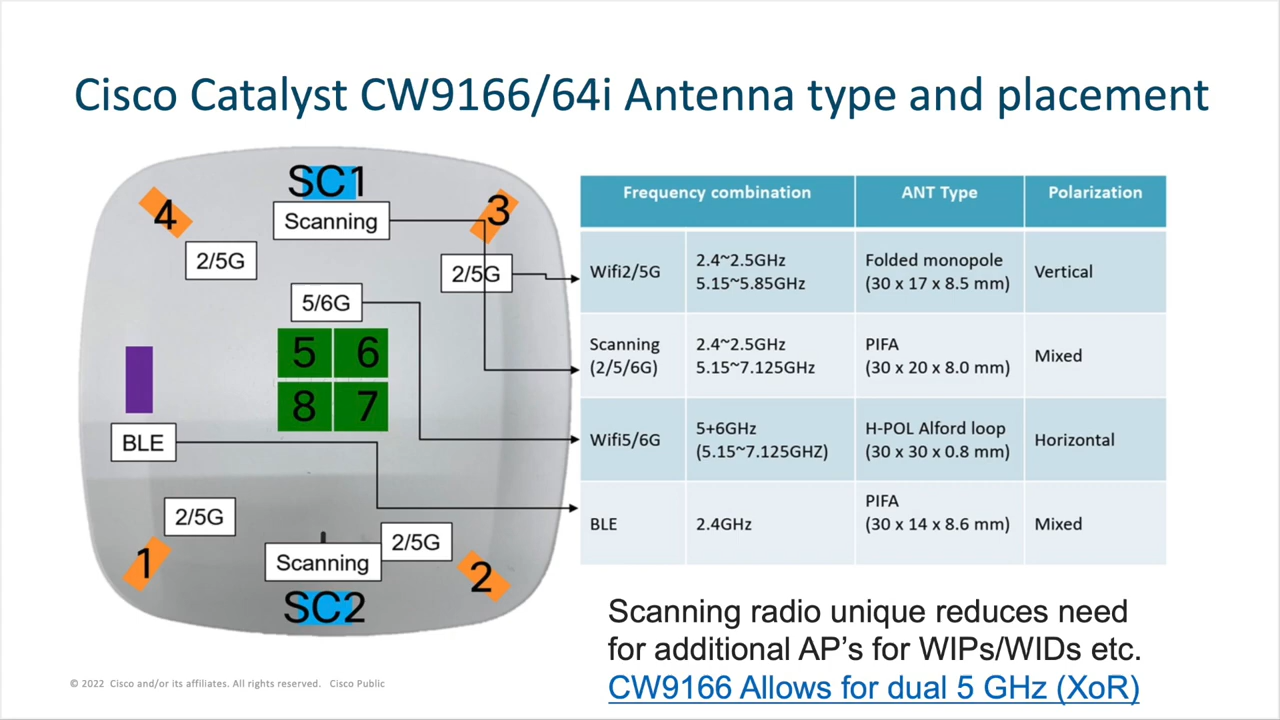 Cisco Catalyst CW9166/64i Antenna type and placement
SC1
Scanning
4
3
2/5G
2/5G
5/6G
5 6
8 7
BLE
2/5G
2/5G
1
Scanning
2
SC2
Frequency combination ANT Type Polarization
Wifi2/5G 2.4~2.5GHz Folded monopole Vertical
5.15~5.85GHz (30 x 17 x 8.5 mm)
Scanning 2.4~2.5GHz PIFA Mixed
(2/5/6G) 5.15~7.125GHz (30 x 20 x 8.0 mm)
Wifi5/6G 5+6GHz H-POL Alford loop Horizontal
(5.15~7.125GHZ) (30 x 30 x 0.8 mm)
BLE 2.4GHz PIFA Mixed
(30 x 14 x 8.6 mm)
Scanning radio unique reduces need
for additional AP’s for WIPs/WIDs etc.
CW9166 Allows for dual 5 GHz (XoR)
© 2022 Cisco and/or its affiliates. All rights reserved. Cisco Public